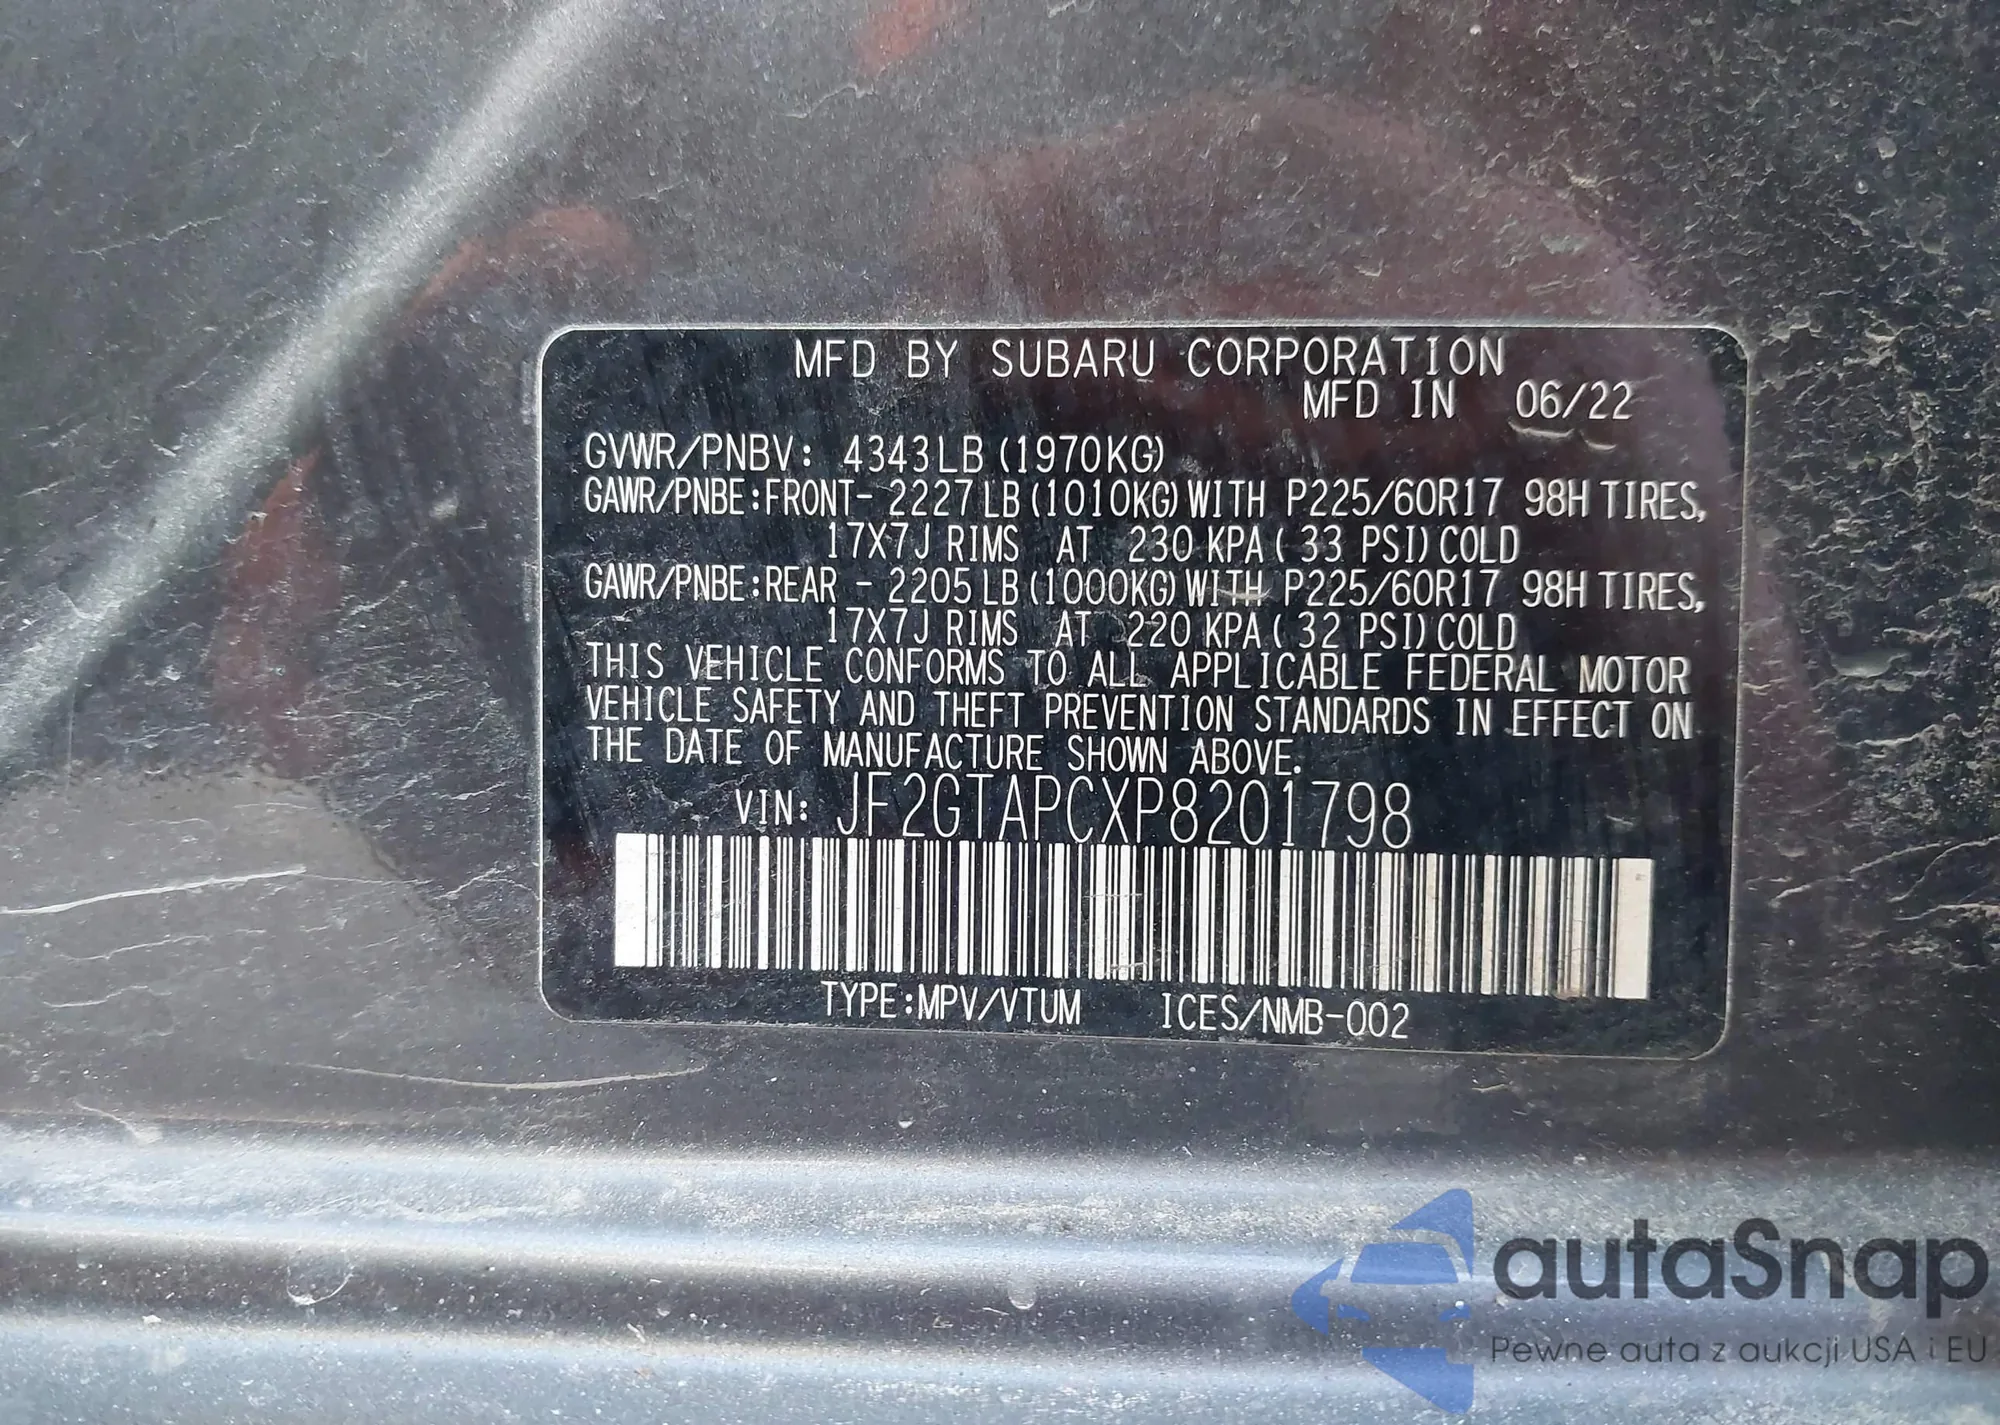 MFD BY SUBARU CORPORATION
MFD IN 06/22
GVWR/PNBV: 4343LB(1970KG)
GAWR/PNBE:FRONT- 2227LB(1010KG)WITH P225/60R17 98H TIRES,
17X7J RIMS AT 230 KPA( 33 PSI)COLD
GAWR/PNBE:REAR - 2205LB(1000KG)WITH P225/60R17 98H TIRES,
17X7J RIMS AT 220 KPA( 32 PSI)COLD
THIS VEHICLE CONFORMS TO ALL APPLICABLE FEDERAL MOTOR
VEHICLE SAFETY AND THEFT PREVENTION STANDARDS IN EFFECT ON
THE DATE OF MANUFACTURE SHOWN ABOVE.
VIN: JF2GTAPCXP8201798
TYPE:MPV/VTUM ICES/NMB-002
autaSnap
Pewne auta z aukcji USA i EU